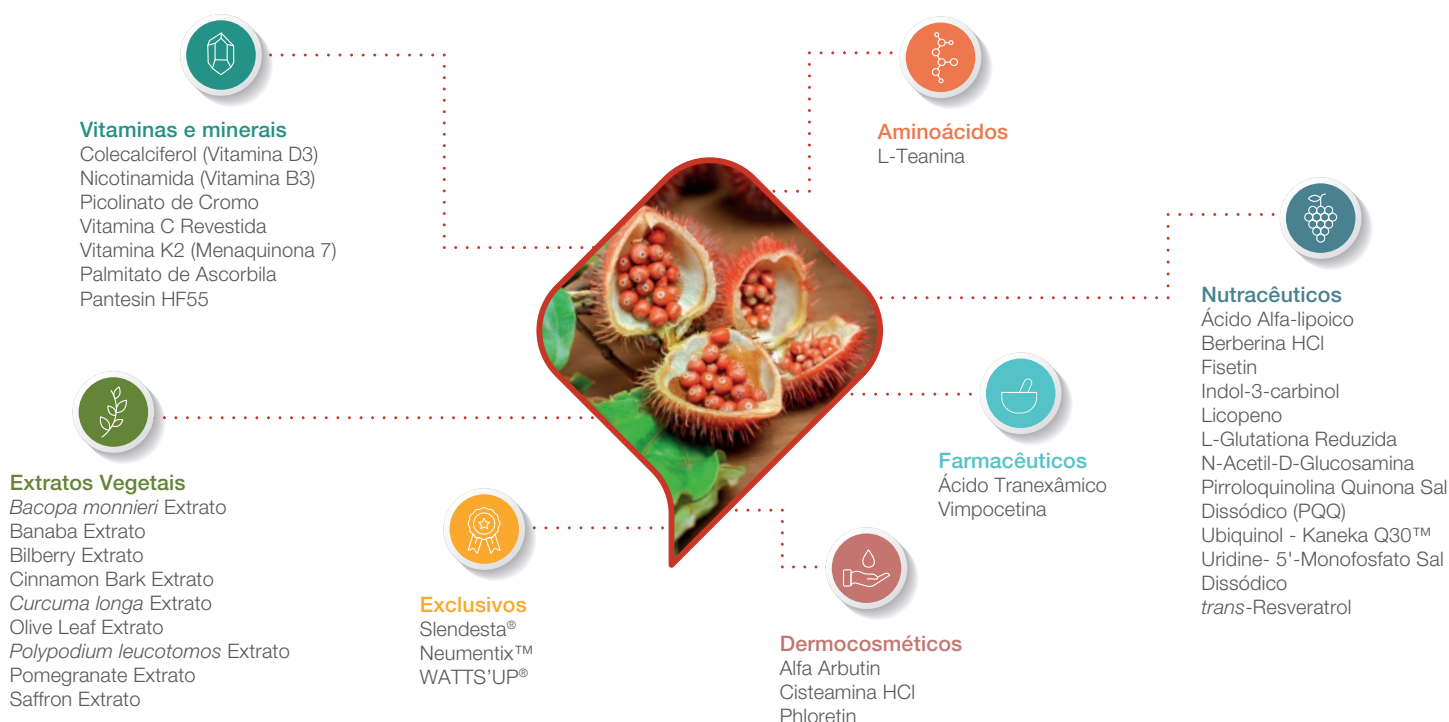 Vitaminas e minerais
Colecalciferol (Vitamina D3)
Nicotinamida (Vitamina B3)
Picolinato de Cromo
Vitamina C Revestida
Vitamina K2 (Menaquinona 7)
Palmitato de Ascorbila
Pantesin HF55
Aminoácidos
L-Teanina
Nutracêuticos
Ácido Alfa-lipoico
Berberina HCl
Fisetin
Indol-3-carbinol
Licopeno
L-Glutationa Reduzida
N-Acetil-D-Glucosamina
Pirroloquinolina Quinona Sal
Dissódico (PQQ)
Ubiquinol - Kaneka Q30™
Uridine- 5'-Monofosfato Sal
Dissódico
trans-Resveratrol
Extratos Vegetais
Bacopa monnieri Extrato
Banaba Extrato
Bilberry Extrato
Cinnamon Bark Extrato
Curcuma longa Extrato
Olive Leaf Extrato
Polypodium leucotomos Extrato
Pomegranate Extrato
Saffron Extrato
Exclusivos
Slendesta®
Neumentix™
WATTS’UP®
Farmacêuticos
Ácido Tranexâmico
Vimpocetina
Dermocosméticos
Alfa Arbutin
Cisteamina HCl
Phloretin